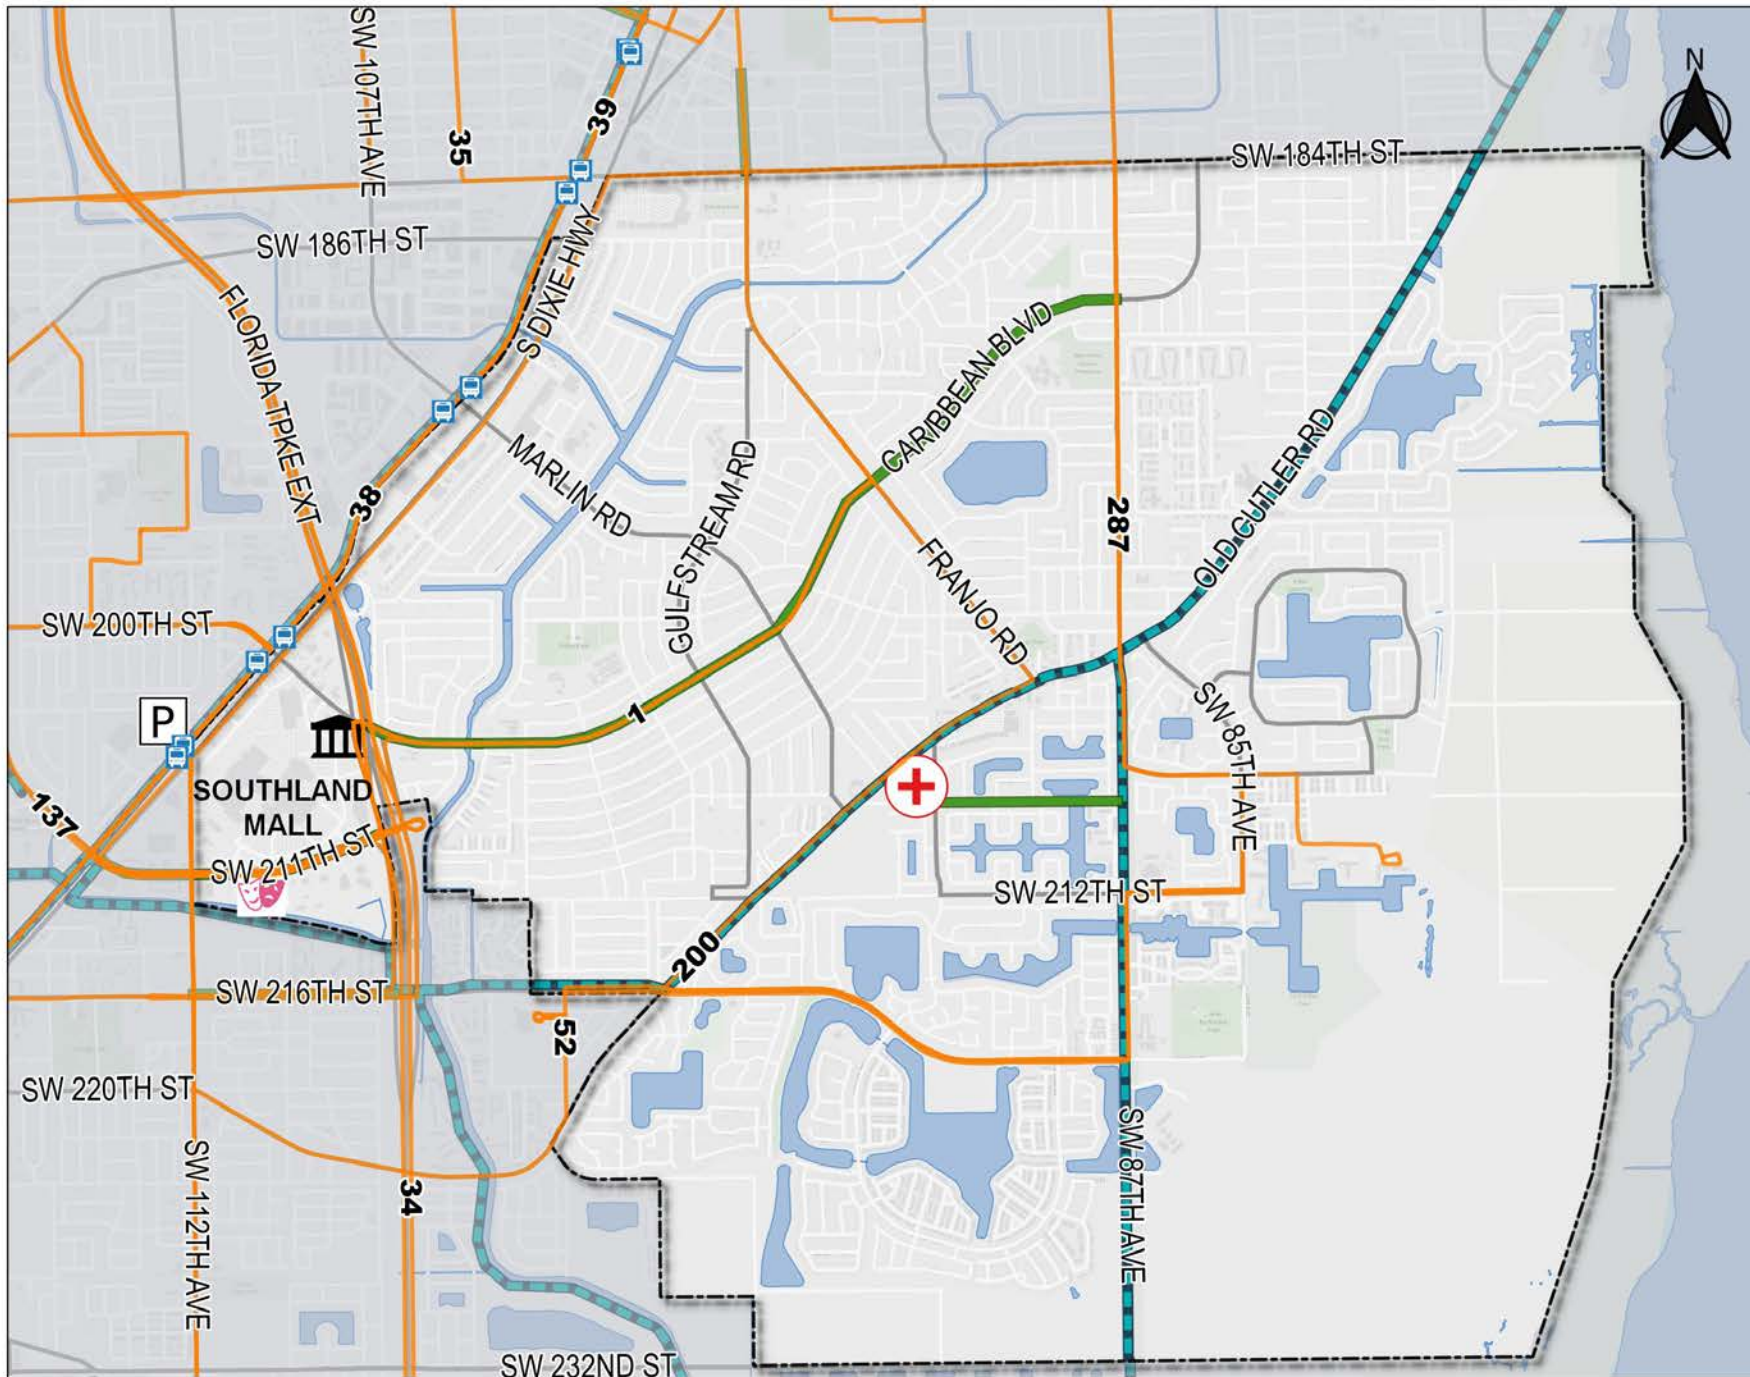 SW 107TH AVE
35
39
N
SW 184TH ST
SW 186TH ST
S DIXIE HWY
FLORIDA TPKE EXT
CARIBBEAN BLVD
MARLIN RD
GULFSTREAM RD
38
287
OLD CUTLER RD
FRANJO RD
SW 200TH ST
P
1
SW 85TH AVE
SOUTHLAND
MALL
137
SW 211TH ST
SW 212TH ST
200
SW 216TH ST
52
SW 220TH ST
SW 112TH AVE
34
SW 87TH AVE
SW 232ND ST